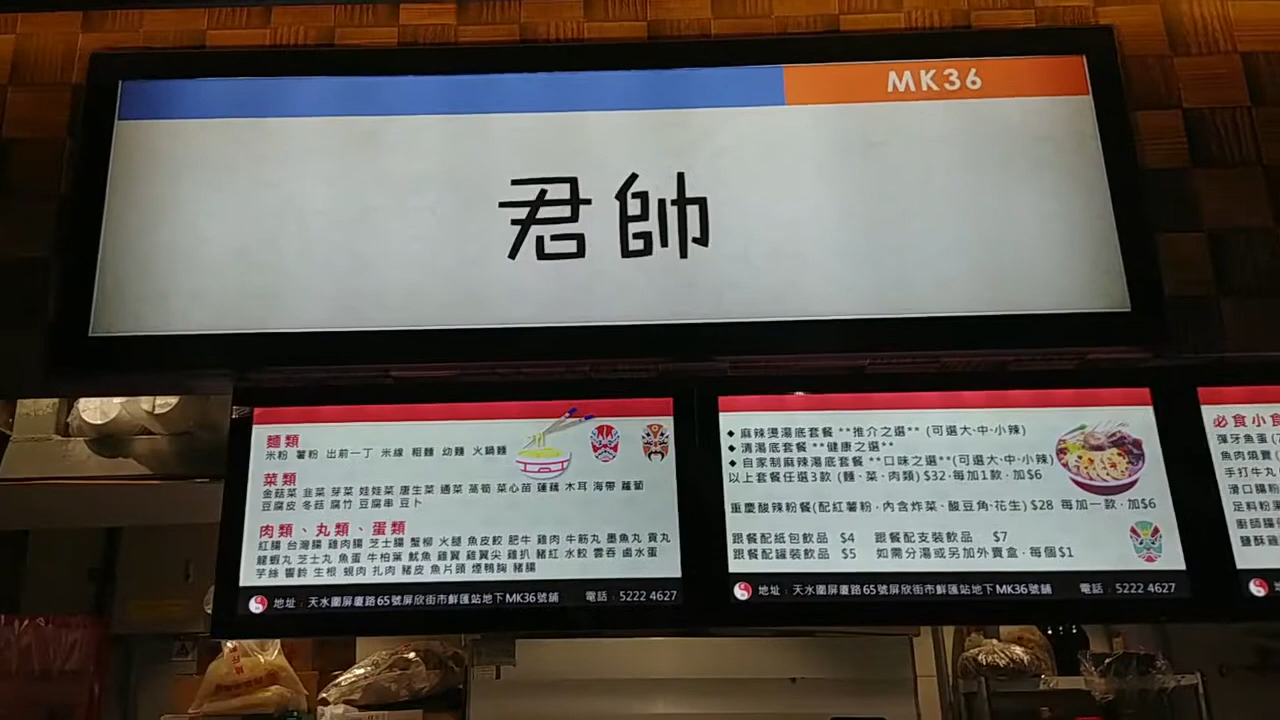 MK36
君帥
麵類
米粉 薯粉 出前一丁 米線 粗麵 幼麵 火鍋麵
菜類
金菇菜 韭菜 芽菜 娃娃菜 唐生菜 通菜 萵筍 菜心苗 蓮藕 木耳 海帶 蘿蔔
豆腐皮 冬菇 腐竹 豆腐串 豆卜
肉類、丸類、蛋類
紅腸 台灣腸 雞肉腸 芝士腸 蟹柳 火腿 魚皮餃 肥牛 雞肉 牛筋丸 墨魚丸 貢丸
龍蝦丸 芝士丸 魚蛋 牛柏葉 魷魚 雞翼 雞翼尖 雞扒 豬紅 水餃 雲吞 鹵水蛋
芋絲 響鈴 生根 蜆肉 扎肉 豬皮 魚片頭 煙鴨胸 豬腸
地址：天水圍屏廈路65號屏欣街市鮮匯站地下MK36號舖 電話：5222 4627
◆ 麻辣燙湯底套餐 **推介之選** (可選大、中、小辣)
◆ 清湯底套餐 **健康之選**
◆ 自家制麻辣湯底套餐 **口味之選**(可選大、中、小辣)
以上套餐任選3款 (麵、菜、肉類) $32，每加1款，加$6
重慶酸辣粉餐(配紅薯粉，內含炸菜、酸豆角、花生) $28 每加一款，加$6
跟餐配紙包飲品 $4 跟餐配支裝飲品 $7
跟餐配罐裝飲品 $5 如需分湯或另加外賣盒，每個$1
地址：天水圍屏廈路65號屏欣街市鮮匯站地下MK36號舖 電話：5222 4627
必食小食
彈牙魚蛋
魚肉燒賣
手打牛丸
滑口腸粉
足料粉果
廚師腸
鹽酥雞
地址